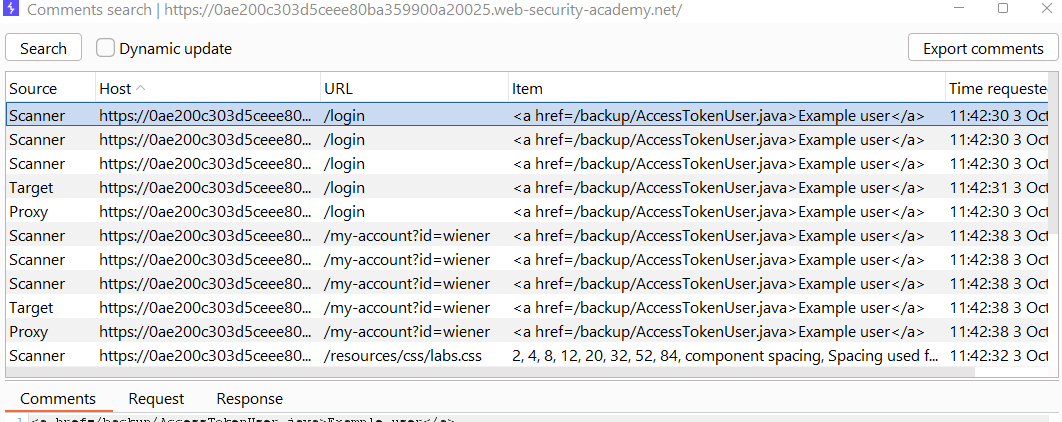 Comments search | https://0ae200c303d5ceee80ba359900a20025.web-security-academy.net/
Search Dynamic update Export comments
Source Host URL Item Time requeste
Scanner https://0ae200c303d5ceee80... /login <a href=/backup/AccessTokenUser.java>Example user</a> 11:42:30 3 Oct
Scanner https://0ae200c303d5ceee80... /login <a href=/backup/AccessTokenUser.java>Example user</a> 11:42:30 3 Oct
Scanner https://0ae200c303d5ceee80... /login <a href=/backup/AccessTokenUser.java>Example user</a> 11:42:30 3 Oct
Target https://0ae200c303d5ceee80... /login <a href=/backup/AccessTokenUser.java>Example user</a> 11:42:31 3 Oct
Proxy https://0ae200c303d5ceee80... /login <a href=/backup/AccessTokenUser.java>Example user</a> 11:42:30 3 Oct
Scanner https://0ae200c303d5ceee80... /my-account?id=wiener <a href=/backup/AccessTokenUser.java>Example user</a> 11:42:38 3 Oct
Scanner https://0ae200c303d5ceee80... /my-account?id=wiener <a href=/backup/AccessTokenUser.java>Example user</a> 11:42:38 3 Oct
Scanner https://0ae200c303d5ceee80... /my-account?id=wiener <a href=/backup/AccessTokenUser.java>Example user</a> 11:42:38 3 Oct
Target https://0ae200c303d5ceee80... /my-account?id=wiener <a href=/backup/AccessTokenUser.java>Example user</a> 11:42:38 3 Oct
Proxy https://0ae200c303d5ceee80... /my-account?id=wiener <a href=/backup/AccessTokenUser.java>Example user</a> 11:42:38 3 Oct
Scanner https://0ae200c303d5ceee80... /resources/css/labs.css 2, 4, 8, 12, 20, 32, 52, 84, component spacing, Spacing used f... 11:42:32 3 Oct
Comments Request Response
1 <a href=/backup/AccessTokenUser.java>Example user</a>